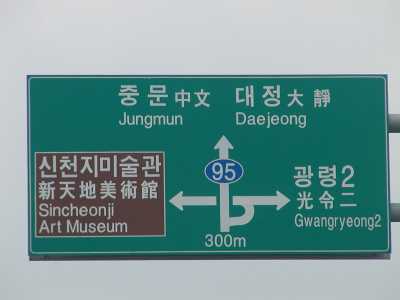 중문 中文 대정 大靜
Jungmun Daejeong
신천지미술관
新天地美術館
Sincheonji
Art Museum
95
광령2
光令二
Gwangryeong2
300m